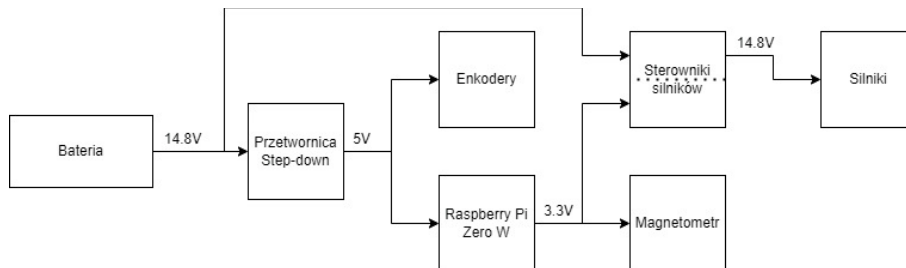 Bateria
14.8V
Przetwornica
Step-down
5V
Enkodery
Raspberry Pi
Zero W
3.3V
Sterowniki
silników
14.8V
Silniki
Magnetometr